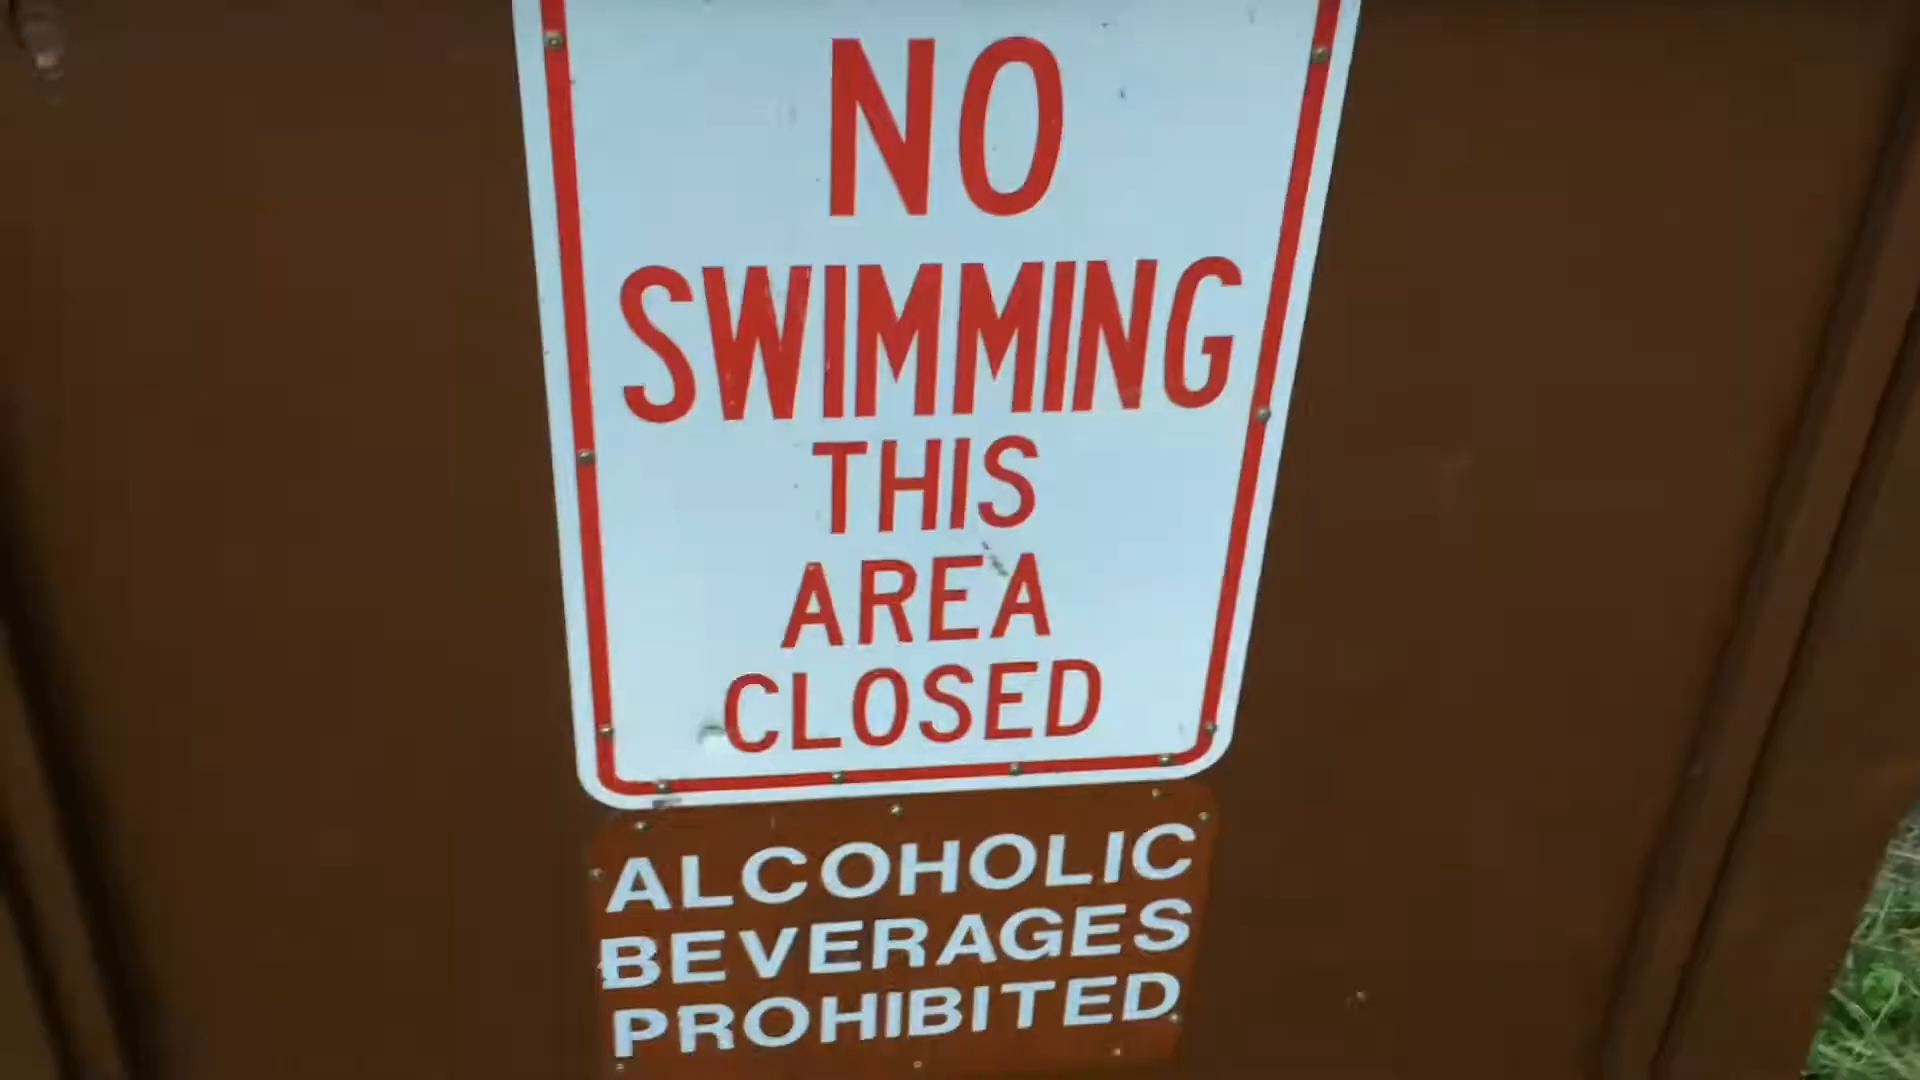 NO
SWIMMING
THIS
AREA
CLOSED
ALCOHOLIC
BEVERAGES
PROHIBITED